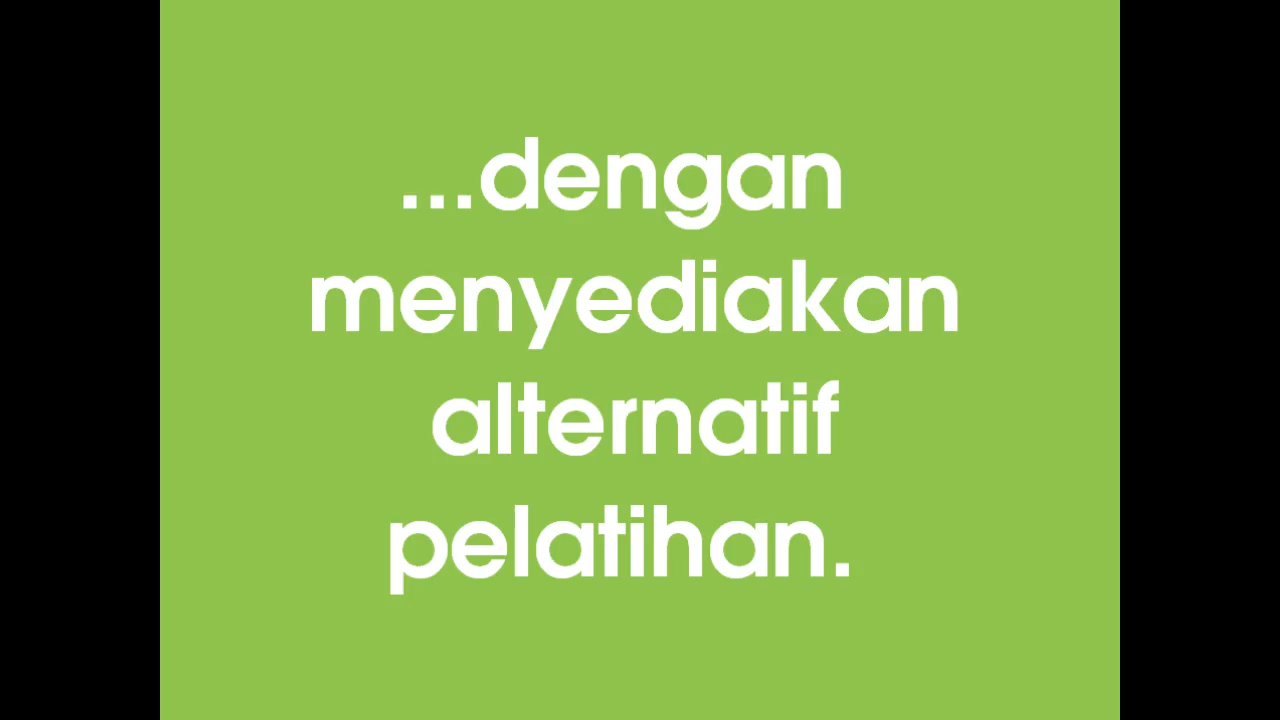 ...dengan
menyediakan
alternatif
pelatihan.